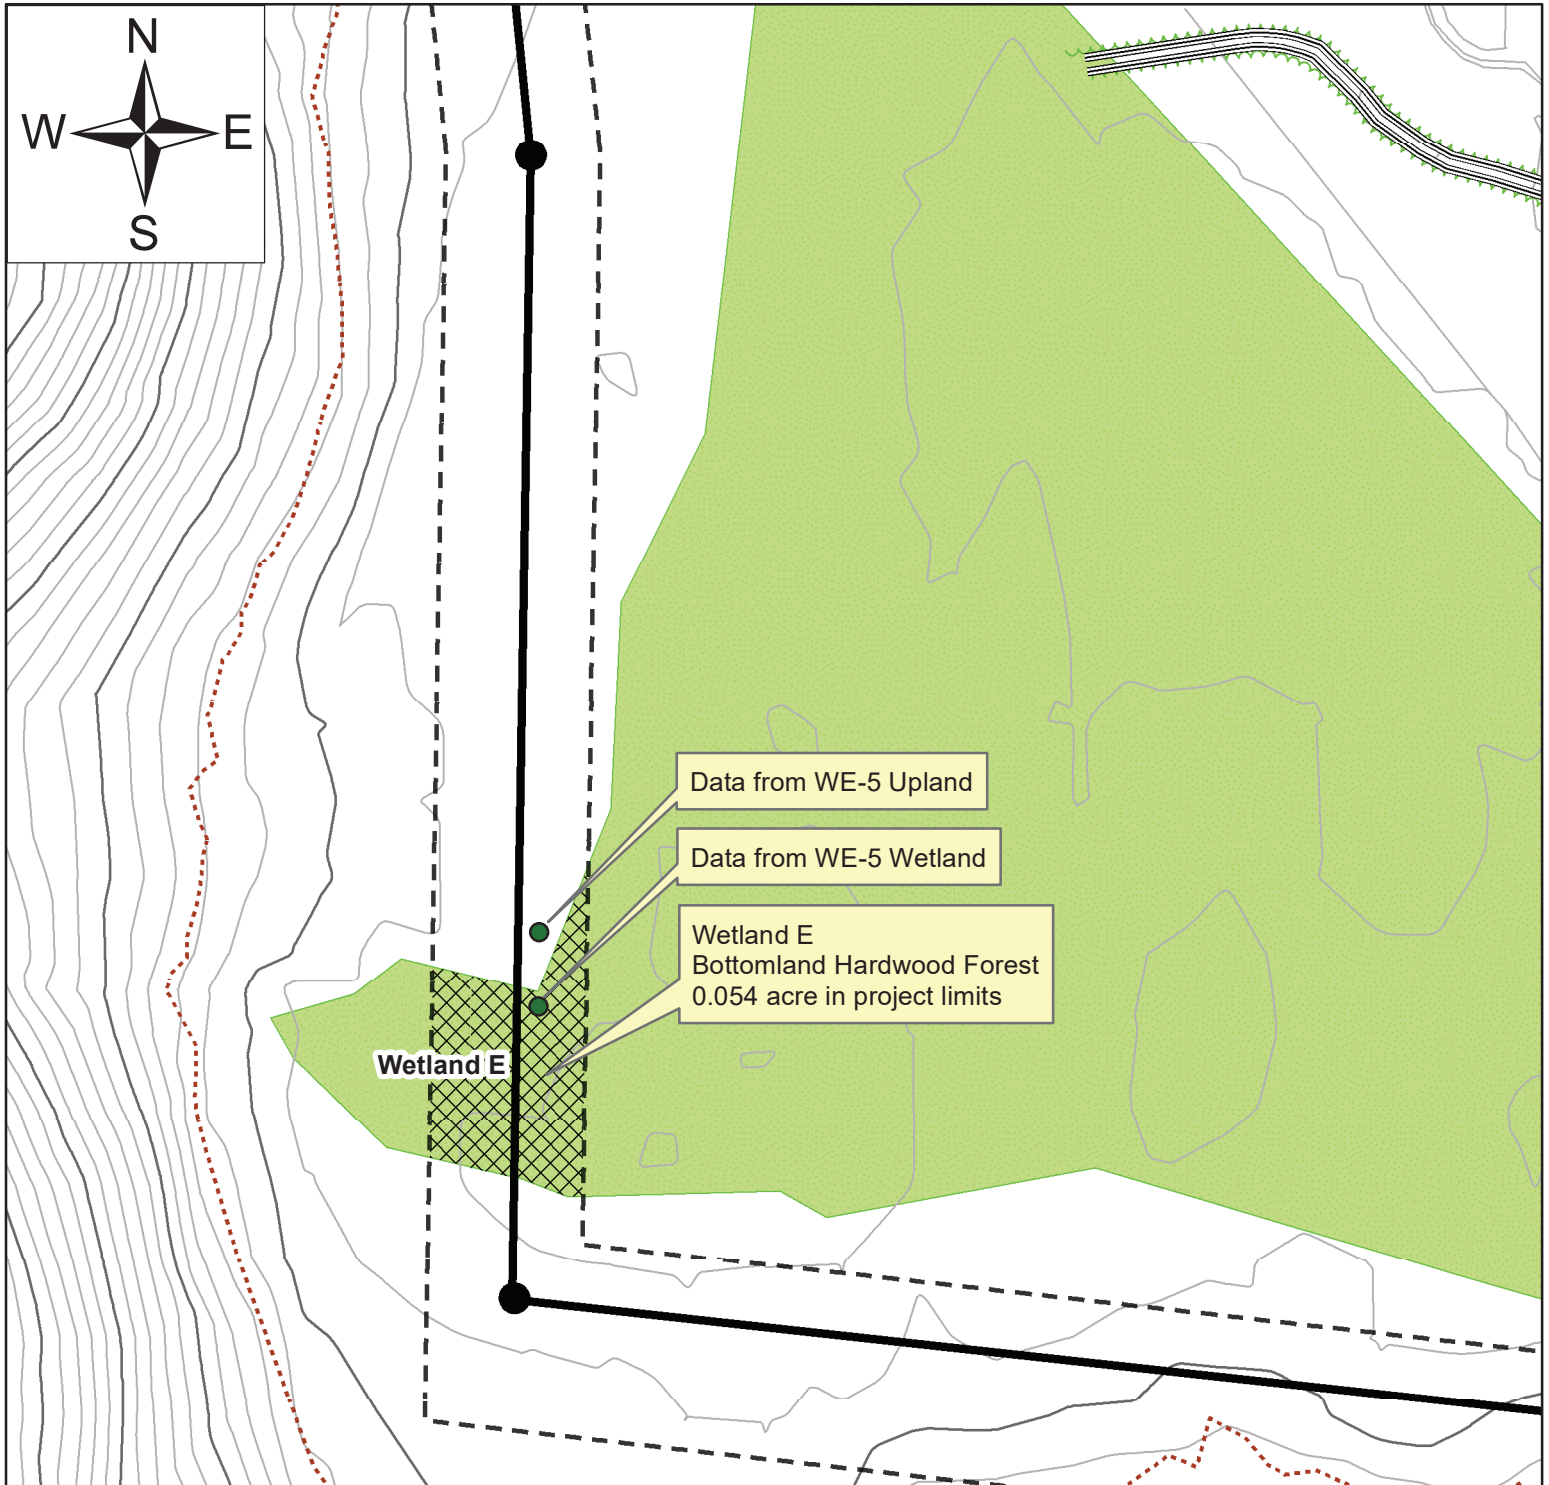 N
W E
S
Data from WE-5 Upland
Data from WE-5 Wetland
Wetland E
Bottomland Hardwood Forest
0.054 acre in project limits
Wetland E